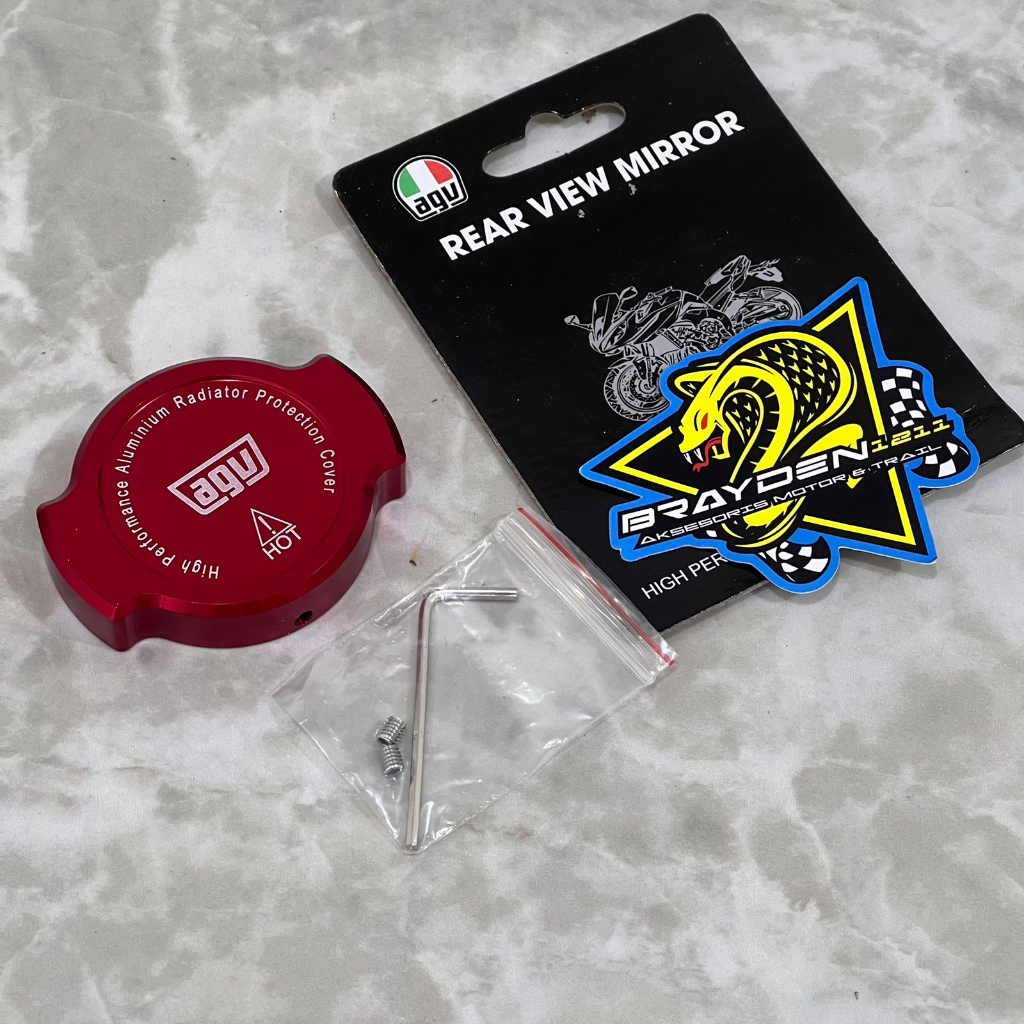 agv
REAR VIEW MIRROR
High Performance Aluminium Radiator Protection Cover
agv
HOT
BRAYDEN1211
AKSESORIS MOTOR & TRAIL
HIGH PER